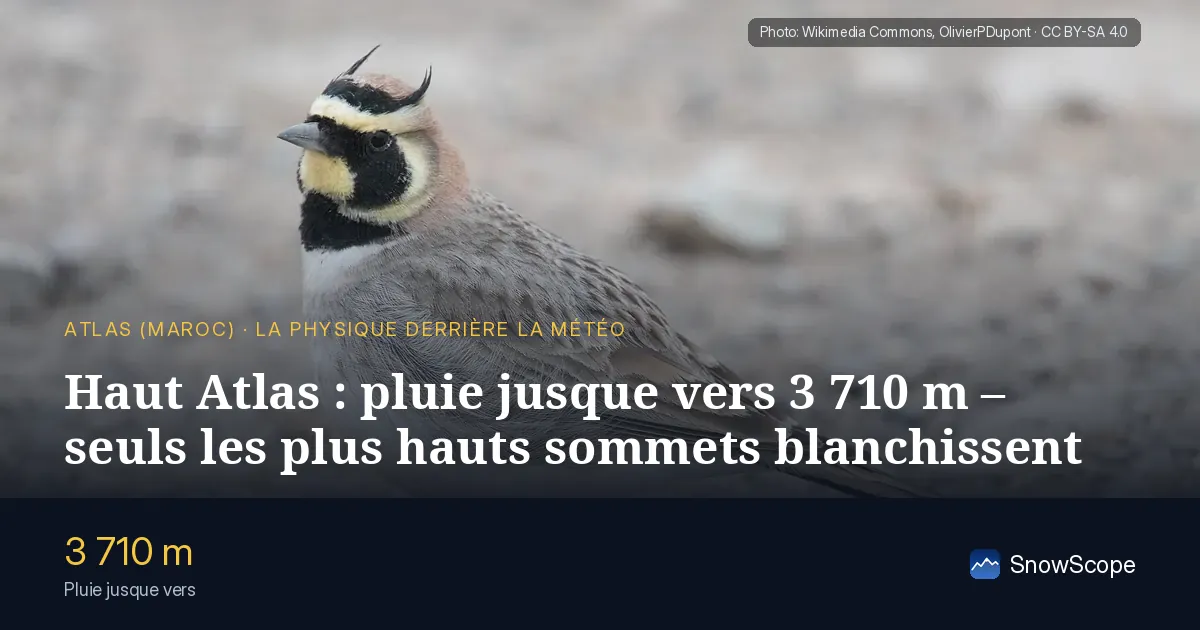 Photo: Wikimedia Commons, OlivierPDupont · CC BY-SA 4.0
ATLAS (MAROC) · LA PHYSIQUE DERRIÈRE LA MÉTÉO
Haut Atlas : pluie jusque vers 3 710 m –
seuls les plus hauts sommets blanchissent
3 710 m
Pluie jusque vers
SnowScope